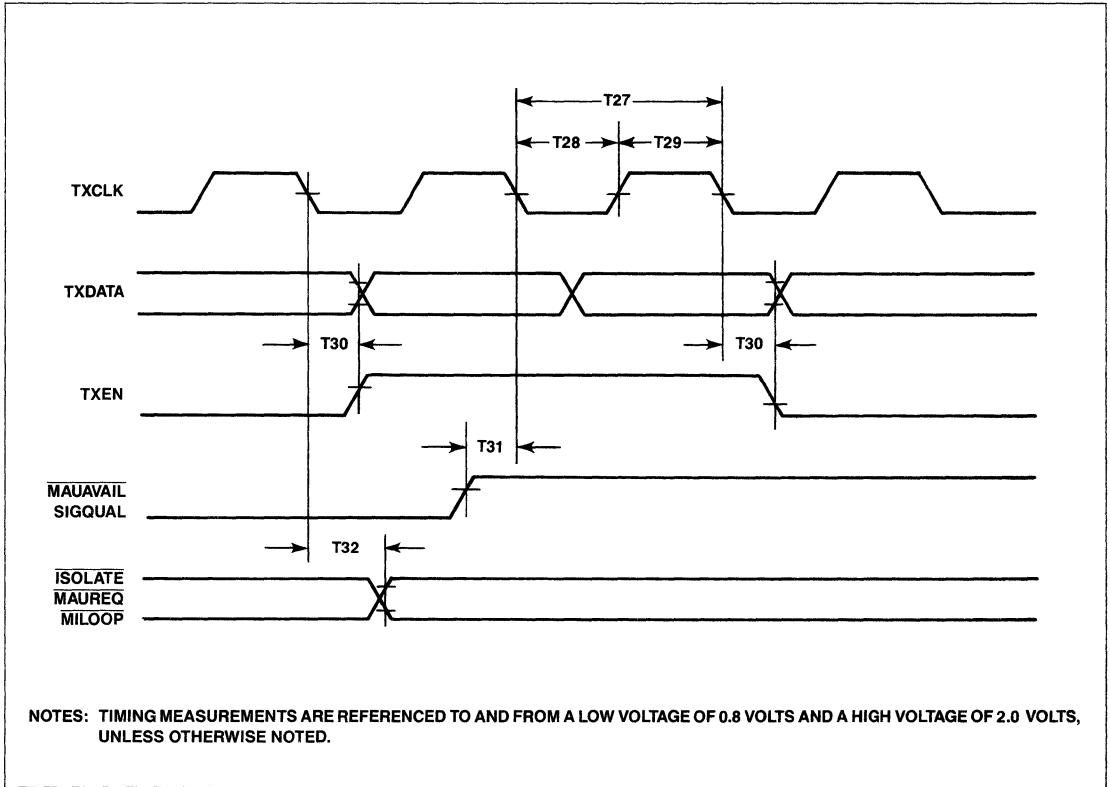 T27
T28
T29
TXCLK
TXDATA
T30
T30
TXEN
T31
MAUAVAIL
SIGQUAL
T32
ISOLATE
MAUREQ
MILOOP
NOTES: TIMING MEASUREMENTS ARE REFERENCED TO AND FROM A LOW VOLTAGE OF 0.8 VOLTS AND A HIGH VOLTAGE OF 2.0 VOLTS,
UNLESS OTHERWISE NOTED.